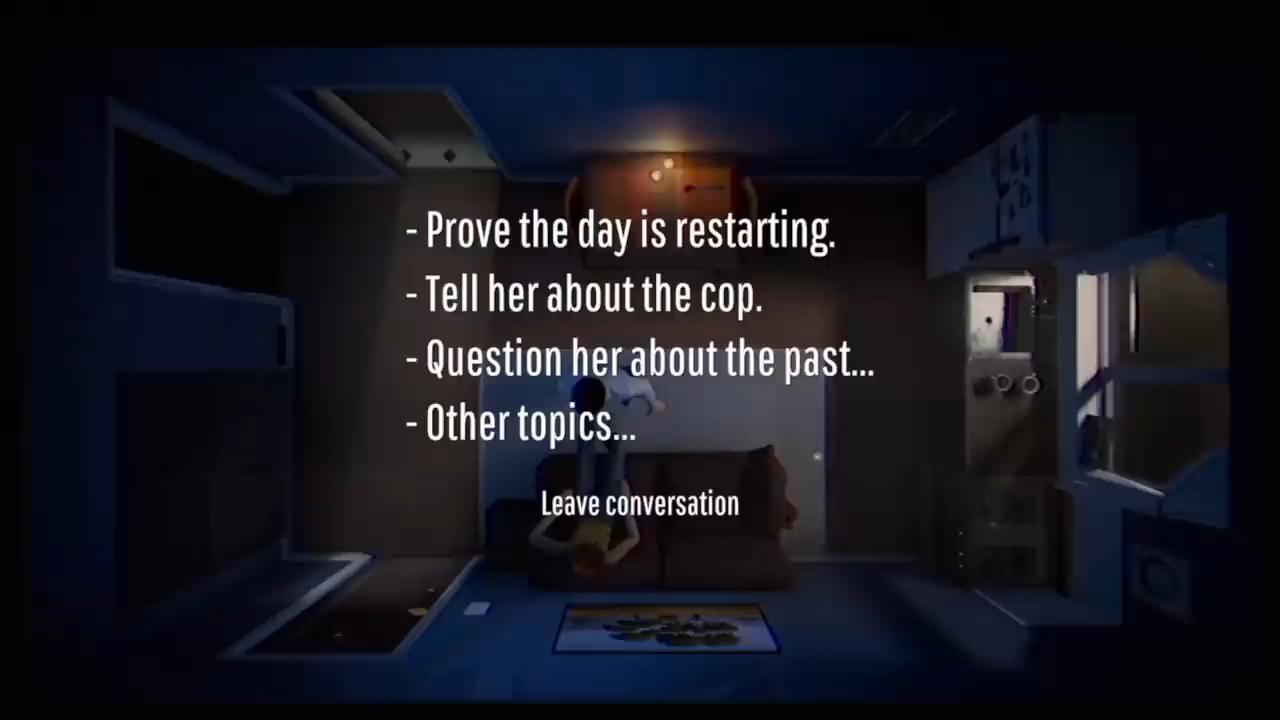 - Prove the day is restarting.
- Tell her about the cop.
- Question her about the past...
- Other topics...
Leave conversation